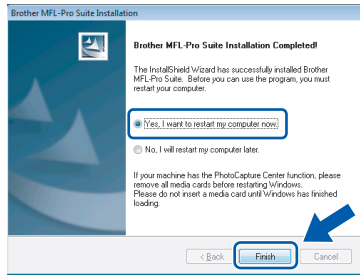 Brother MFL-Pro Suite Installation
Brother MFL-Pro Suite Installation Completed!
The InstallShield Wizard has successfully installed Brother
MFL-Pro Suite. Before you can use the program, you must
restart your computer.
Yes, I want to restart my computer now.
No, I will restart my computer later.
If your machine has the PhotoCapture Center function, please
remove all media cards before restarting Windows.
Please do not insert a media card until Windows has finished
loading.
< Back Finish Cancel